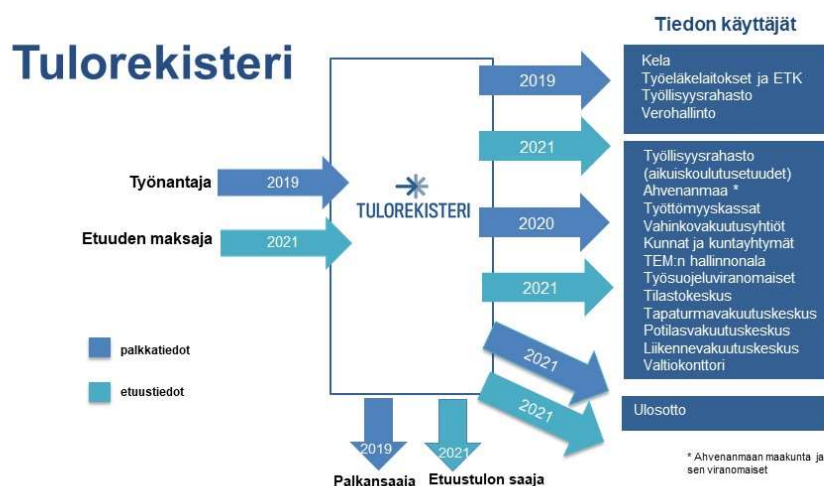 Tulorekisteri
Tiedon käyttäjät
Kela
Työeläkelaitokset ja ETK
Työllisyysrahasto
Verohallinto
2019
2021
Työnantaja
2019
Etuuden maksaja
2021
TULOREKISTERI
2020
2021
Työllisyysrahasto
(aikuiskoulutusetuudet)
Ahvenanmaa *
Työttömyyskassat
Vahinkovakuutusyhtiöt
Kunnat ja kuntayhtymät
TEM:n hallinnonala
Työsuojeluviranomaiset
Tilastokeskus
Tapaturmavakuutuskeskus
Potilasvakuutuskeskus
Liikennevakuutuskeskus
Valtiokonttori
palkkatiedot
etuustiedot
2021
2021
Ulosotto
2019
2021
Palkansaaja
Etuustulon saaja
* Ahvenanmaan maakunta ja
sen viranomaiset